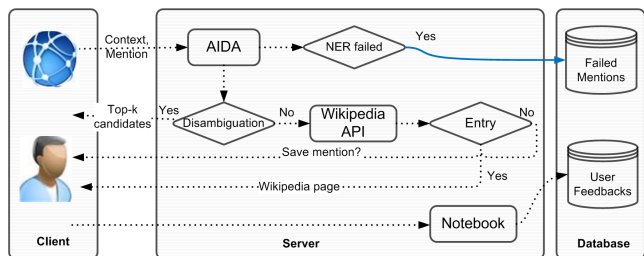 Context,
Mention
AIDA
NER failed
Yes
Failed
Mentions
Top-k
candidates
Yes
Disambiguation
No
Wikipedia
API
Entry
No
Save mention?
Yes
Wikipedia page
User
Feedbacks
Notebook
Client
Server
Database